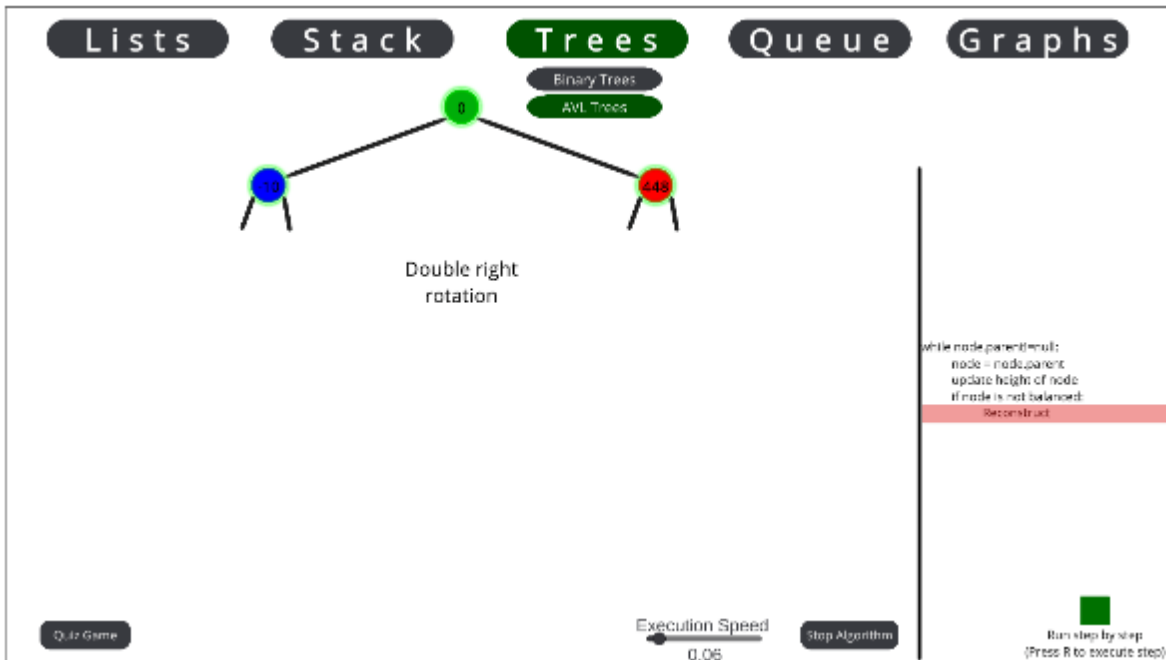 Lists
Stack
Trees
Queue
Graphs
Binary Trees
AVL Trees
0
-10
448
Double right
rotation
while node.parent!=null:
node = node.parent
update height of node
if node is not balanced:
Reconstruct
Quiz Game
Execution Speed
0.06
Stop Algorithm
Run step by step
(Press R to execute step)